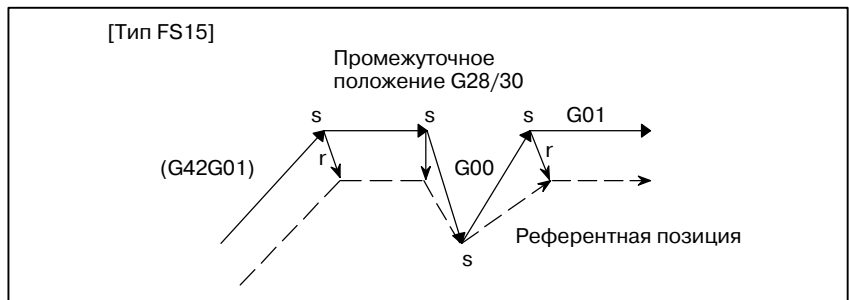 [Тип FS15]
Промежуточное
положение G28/30
s s s G01
(G42G01) r G00 r
Референтная позиция
s